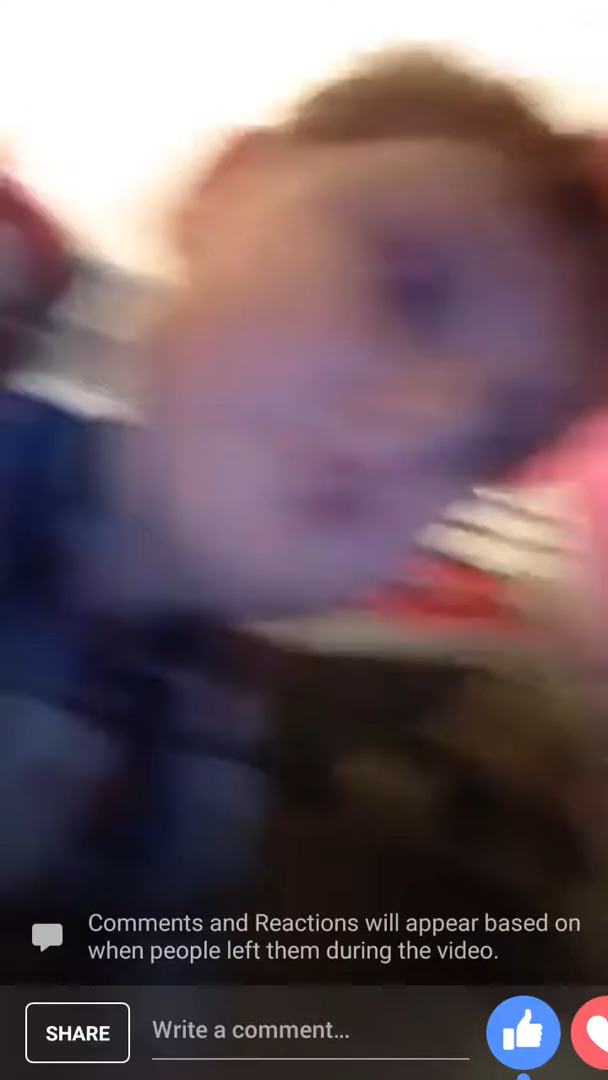 Comments and Reactions will appear based on
when people left them during the video.
SHARE
Write a comment...